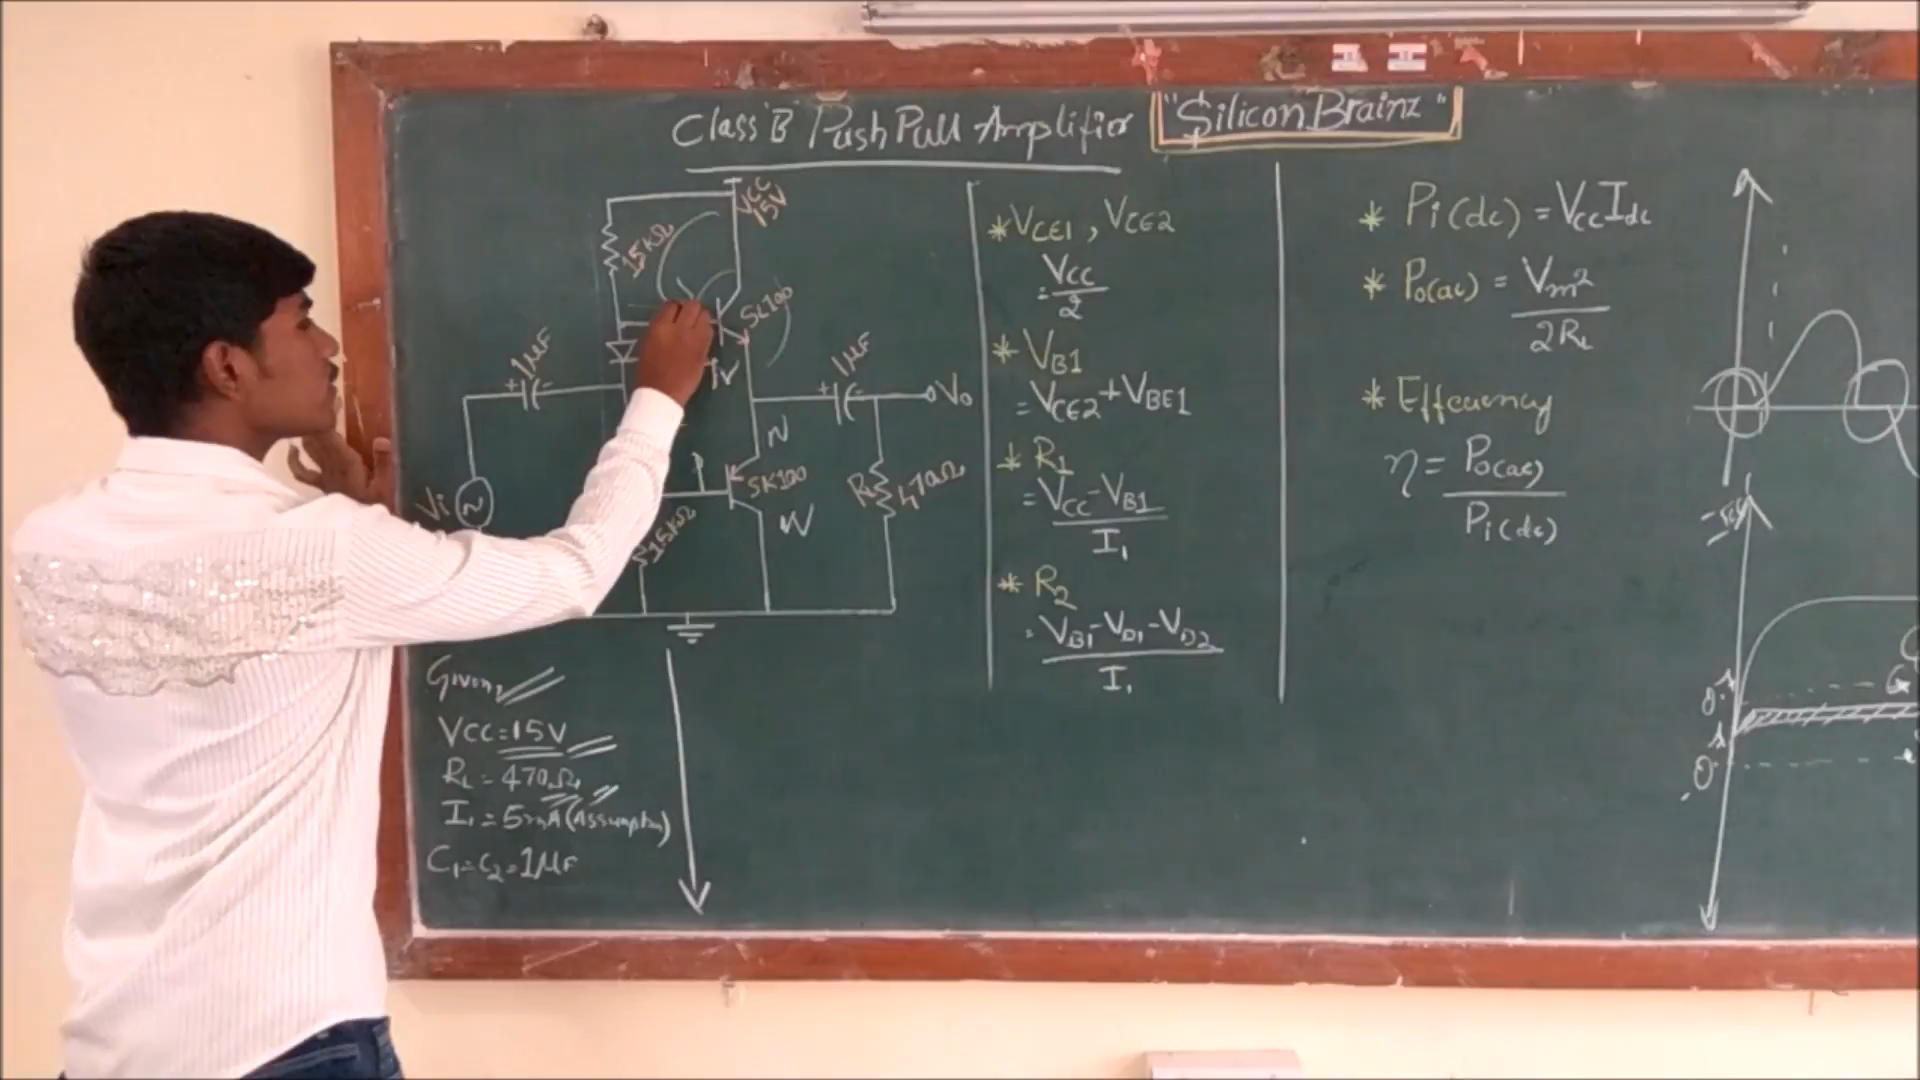 Class 'B' Push Pull Amplifier
"Silicon Brainz"
VCC
15V
15KΩ
SL100
1µF
+ -
1µF
+ -
Vo
N
P
SK100
N
RL
470Ω
Vi
15KΩ
Given,
VCC = 15V
RL = 470Ω
I1 = 5mA (Assumption)
C1 = C2 = 1µF
* VCE1 , VCE2
= VCC
2
* VB1
= VCE2 + VBE1
* R1
= VCC - VB1
I1
* R2
= VB1 - VD1 - VD2
I1
* Pi(dc) = VCC Idc
* Po(ac) = Vm2
2RL
* Effcuency
η = Po(ac)
Pi(dc)